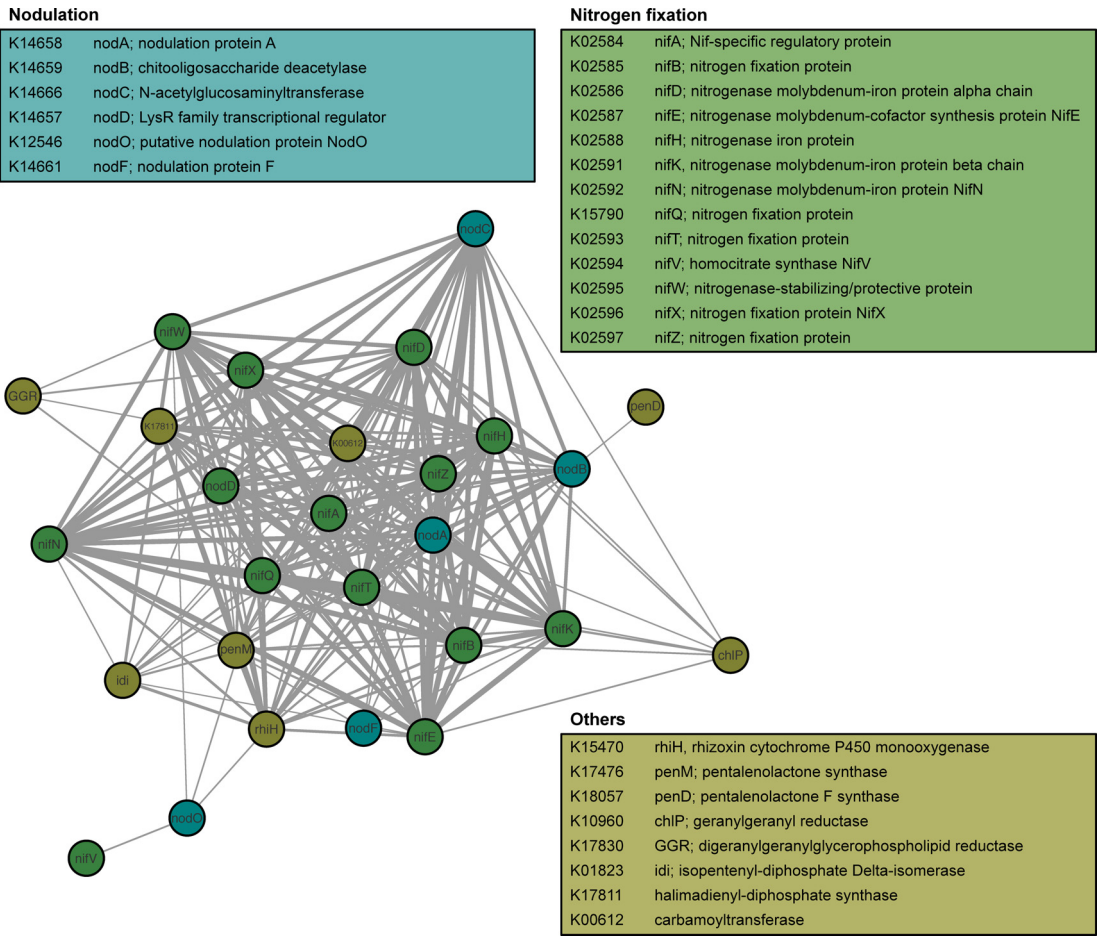 Nodulation
K14658 nodA; nodulation protein A
K14659 nodB; chitooligosaccharide deacetylase
K14666 nodC; N-acetylglucosaminyltransferase
K14657 nodD; LysR family transcriptional regulator
K12546 nodO; putative nodulation protein NodO
K14661 nodF; nodulation protein F
Nitrogen fixation
K02584 nifA; Nif-specific regulatory protein
K02585 nifB; nitrogen fixation protein
K02586 nifD; nitrogenase molybdenum-iron protein alpha chain
K02587 nifE; nitrogenase molybdenum-cofactor synthesis protein NifE
K02588 nifH; nitrogenase iron protein
K02591 nifK, nitrogenase molybdenum-iron protein beta chain
K02592 nifN; nitrogenase molybdenum-iron protein NifN
K15790 nifQ; nitrogen fixation protein
K02593 nifT; nitrogen fixation protein
K02594 nifV; homocitrate synthase NifV
K02595 nifW; nitrogenase-stabilizing/protective protein
K02596 nifX; nitrogen fixation protein NifX
K02597 nifZ; nitrogen fixation protein
nodC
nifW
nifD
nifX
GGR
penD
K17811
K00612
nifH
nodB
nifZ
nodD
nifA
nodA
nifN
nifQ
nifT
nifK
nifB
penM
chlP
idi
rhiH
nodF
nifE
nodO
nifV
Others
K15470 rhiH, rhizoxin cytochrome P450 monooxygenase
K17476 penM; pentalenolactone synthase
K18057 penD; pentalenolactone F synthase
K10960 chlP; geranylgeranyl reductase
K17830 GGR; digeranylgeranylglycerophospholipid reductase
K01823 idi; isopentenyl-diphosphate Delta-isomerase
K17811 halimadienyl-diphosphate synthase
K00612 carbamoyltransferase